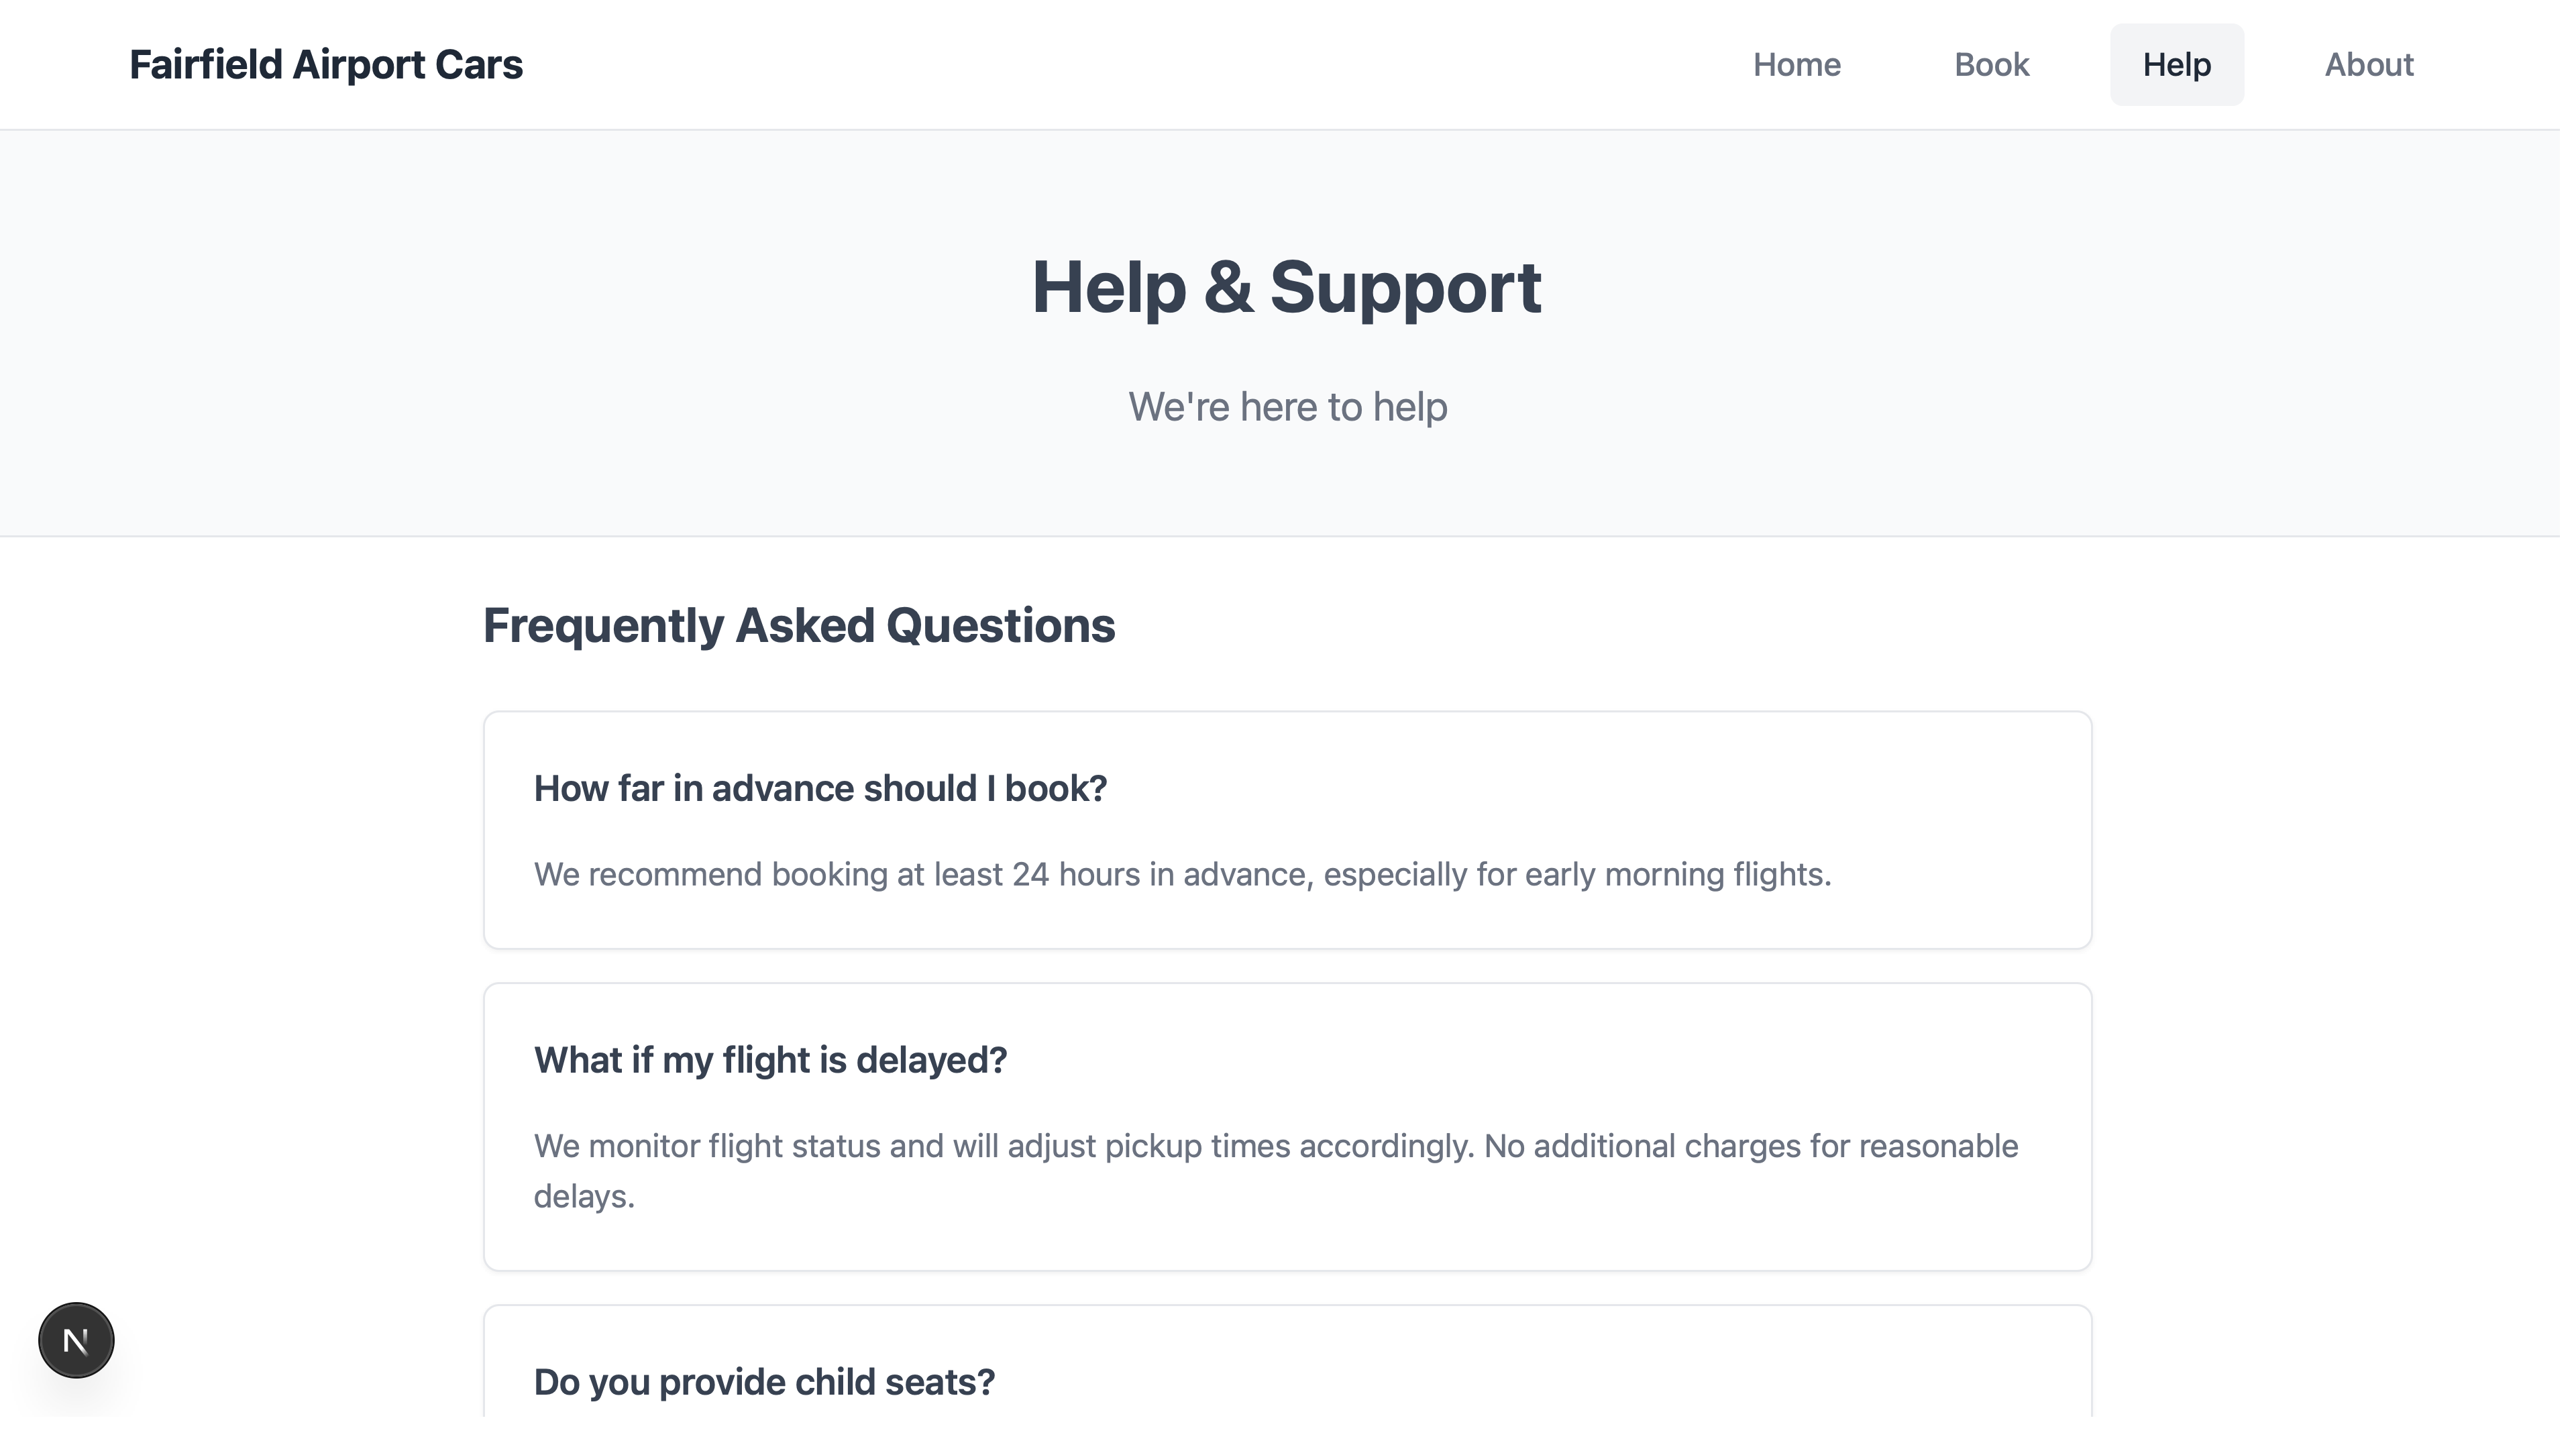 Fairfield Airport Cars
Home
Book
Help
About
Help & Support
We're here to help
Frequently Asked Questions
How far in advance should I book?
We recommend booking at least 24 hours in advance, especially for early morning flights.
What if my flight is delayed?
We monitor flight status and will adjust pickup times accordingly. No additional charges for reasonable
delays.
Do you provide child seats?
N